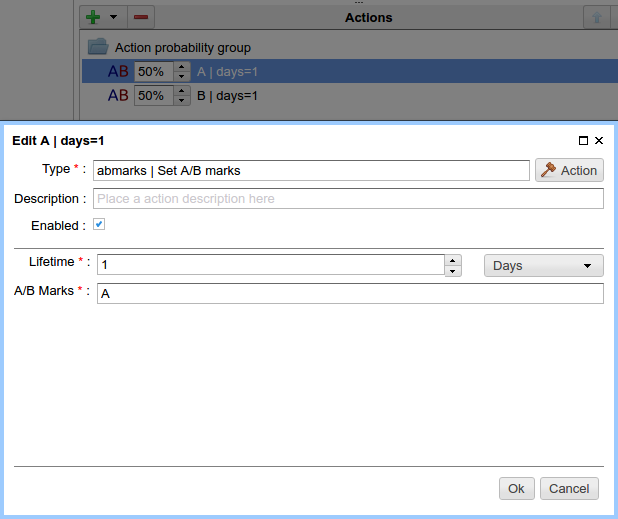 Actions
Action probability group
AB 50% A | days=1
AB 50% B | days=1
Edit A | days=1
Type * : abmarks | Set A/B marks Action
Description : Place a action description here
Enabled :
Lifetime * : 1 Days
A/B Marks * : A
Ok Cancel